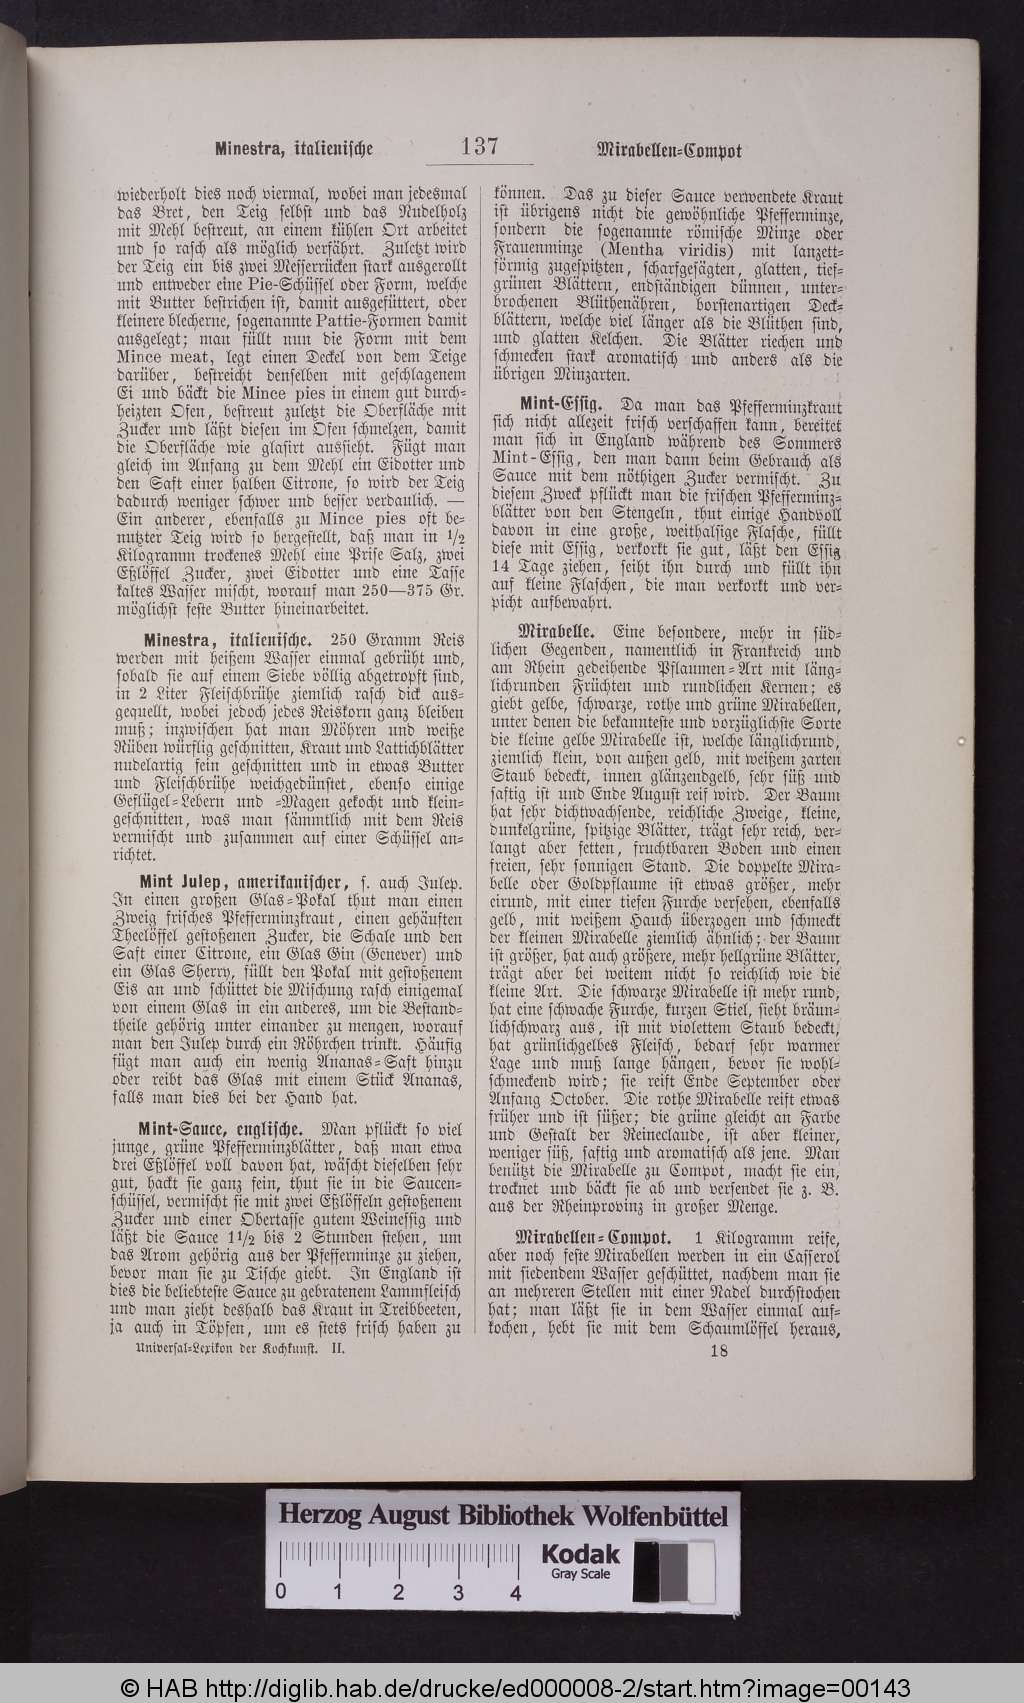 Minestra, italienische
137
Mirabellen=Compot
wiederholt dies noch viermal, wobei man jedesmal
das Bret, den Teig selbst und das Nudelholz
mit Mehl bestreut, an einem kühlen Ort arbeitet
und so rasch als möglich verfährt. Zuletzt wird
der Teig ein bis zwei Messerrücken stark ausgerollt
und entweder eine Pie-Schüssel oder Form, welche
mit Butter bestrichen ist, damit ausgefüttert, oder
kleinere blecherne, sogenannte Pattie-Formen damit
ausgelegt; man füllt nun die Form mit dem
Mince meat, legt einen Deckel von dem Teige
darüber, bestreicht denselben mit geschlagenem
Ei und bäckt die Mince pies in einem gut durch=
heizten Ofen, bestreut zuletzt die Oberfläche mit
Zucker und läßt diesen im Ofen schmelzen, damit
die Oberfläche wie glasirt aussieht. Fügt man
gleich im Anfang zu dem Mehl ein Eidotter und
den Saft einer halben Citrone, so wird der Teig
dadurch weniger schwer und besser verdaulich. —
Ein anderer, ebenfalls zu Mince pies oft be=
nutzter Teig wird so hergestellt, daß man in 1/2
Kilogramm trockenes Mehl eine Prise Salz, zwei
Eßlöffel Zucker, zwei Eidotter und eine Tasse
kaltes Wasser mischt, worauf man 250—375 Gr.
möglichst feste Butter hineinarbeitet.
Minestra, italienische. 250 Gramm Reis
werden mit heißem Wasser einmal gebrüht und,
sobald sie auf einem Siebe völlig abgetropft sind,
in 2 Liter Fleischbrühe ziemlich rasch dick aus=
gequellt, wobei jedoch jedes Reiskorn ganz bleiben
muß; inzwischen hat man Möhren und weiße
Rüben würflig geschnitten, Kraut und Lattichblätter
nudelartig fein geschnitten und in etwas Butter
und Fleischbrühe weichgedünstet, ebenso einige
Geflügel=Lebern und =Magen gekocht und klein=
geschnitten, was man sämmtlich mit dem Reis
vermischt und zusammen auf einer Schüssel an=
richtet.
Mint Julep, amerikanischer, s. auch Julep.
In einen großen Glas=Pokal thut man einen
Zweig frisches Pfefferminzkraut, einen gehäuften
Theelöffel gestoßenen Zucker, die Schale und den
Saft einer Citrone, ein Glas Gin (Genever) und
ein Glas Sherry, füllt den Pokal mit gestoßenem
Eis an und schüttet die Mischung rasch einigemal
von einem Glas in ein anderes, um die Bestand=
theile gehörig unter einander zu mengen, worauf
man den Julep durch ein Röhrchen trinkt. Häufig
fügt man auch ein wenig Ananas=Saft hinzu
oder reibt das Glas mit einem Stück Ananas,
falls man dies bei der Hand hat.
Mint-Sauce, englische. Man pflückt so viel
junge, grüne Pfefferminzblätter, daß man etwa
drei Eßlöffel voll davon hat, wäscht dieselben sehr
gut, hackt sie ganz fein, thut sie in die Saucen=
schüssel, vermischt sie mit zwei Eßlöffeln gestoßenem
Zucker und einer Obertasse gutem Weinessig und
läßt die Sauce 11/2 bis 2 Stunden stehen, um
das Arom gehörig aus der Pfefferminze zu ziehen,
bevor man sie zu Tische giebt. In England ist
dies die beliebteste Sauce zu gebratenem Lammfleisch
und man zieht deshalb das Kraut in Treibbeeten,
ja auch in Töpfen, um es stets frisch haben zu
Universal=Lexikon der Kochkunst. II.
können. Das zu dieser Sauce verwendete Kraut
ist übrigens nicht die gewöhnliche Pfefferminze,
sondern die sogenannte römische Minze oder
Frauenminze (Mentha viridis) mit lanzett=
förmig zugespitzten, scharfgesägten, glatten, tief=
grünen Blättern, endständigen dünnen, unter=
brochenen Blüthenähren, borstenartigen Deck=
blättern, welche viel länger als die Blüthen sind,
und glatten Kelchen. Die Blätter riechen und
schmecken stark aromatisch und anders als die
übrigen Minzarten.
Mint-Essig. Da man das Pfefferminzkraut
sich nicht allezeit frisch verschaffen kann, bereitet
man sich in England während des Sommers
Mint-Essig, den man dann beim Gebrauch als
Sauce mit dem nöthigen Zucker vermischt. Zu
diesem Zweck pflückt man die frischen Pfefferminz=
blätter von den Stengeln, thut einige Handvoll
davon in eine große, weithalsige Flasche, füllt
diese mit Essig, verkorkt sie gut, läßt den Essig
14 Tage ziehen, seiht ihn durch und füllt ihn
auf kleine Flaschen, die man verkorkt und ver=
picht aufbewahrt.
Mirabelle. Eine besondere, mehr in süd=
lichen Gegenden, namentlich in Frankreich und
am Rhein gedeihende Pflaumen=Art mit läng=
lichrunden Früchten und rundlichen Kernen; es
giebt gelbe, schwarze, rothe und grüne Mirabellen,
unter denen die bekannteste und vorzüglichste Sorte
die kleine gelbe Mirabelle ist, welche länglichrund,
ziemlich klein, von außen gelb, mit weißem zarten
Staub bedeckt, innen glänzendgelb, sehr süß und
saftig ist und Ende August reif wird. Der Baum
hat sehr dichtwachsende, reichliche Zweige, kleine,
dunkelgrüne, spitzige Blätter, trägt sehr reich, ver=
langt aber fetten, fruchtbaren Boden und einen
freien, sehr sonnigen Stand. Die doppelte Mira=
belle oder Goldpflaume ist etwas größer, mehr
eirund, mit einer tiefen Furche versehen, ebenfalls
gelb, mit weißem Hauch überzogen und schmeckt
der kleinen Mirabelle ziemlich ähnlich; der Baum
ist größer, hat auch größere, mehr hellgrüne Blätter,
trägt aber bei weitem nicht so reichlich wie die
kleine Art. Die schwarze Mirabelle ist mehr rund,
hat eine schwache Furche, kurzen Stiel, sieht bräun=
lichschwarz aus, ist mit violettem Staub bedeckt,
hat grünlichgelbes Fleisch, bedarf sehr warmer
Lage und muß lange hängen, bevor sie wohl=
schmeckend wird; sie reift Ende September oder
Anfang October. Die rothe Mirabelle reift etwas
früher und ist süßer; die grüne gleicht an Farbe
und Gestalt der Reineclaude, ist aber kleiner,
weniger süß, saftig und aromatisch als jene. Man
benützt die Mirabelle zu Compot, macht sie ein,
trocknet und bäckt sie ab und versendet sie z. B.
aus der Rheinprovinz in großer Menge.
Mirabellen=Compot. 1 Kilogramm reife,
aber noch feste Mirabellen werden in ein Casserol
mit siedendem Wasser geschüttet, nachdem man sie
an mehreren Stellen mit einer Nadel durchstochen
hat; man läßt sie in dem Wasser einmal auf=
kochen, hebt sie mit dem Schaumlöffel heraus,
18
Herzog August Bibliothek Wolfenbüttel
0 1 2 3 4
Kodak
Gray Scale
© HAB http://diglib.hab.de/drucke/ed000008-2/start.htm?image=00143